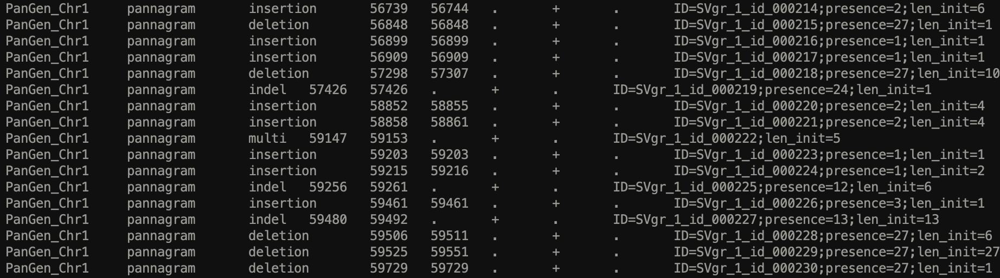 PanGen_Chr1 pannagram insertion 56739 56744 . + . ID=SVgr_1_id_000214;presence=2;len_init=6
PanGen_Chr1 pannagram deletion 56848 56848 . + . ID=SVgr_1_id_000215;presence=27;len_init=1
PanGen_Chr1 pannagram insertion 56899 56899 . + . ID=SVgr_1_id_000216;presence=1;len_init=1
PanGen_Chr1 pannagram insertion 56909 56909 . + . ID=SVgr_1_id_000217;presence=1;len_init=1
PanGen_Chr1 pannagram deletion 57298 57307 . + . ID=SVgr_1_id_000218;presence=27;len_init=10
PanGen_Chr1 pannagram indel 57426 57426 . + . ID=SVgr_1_id_000219;presence=24;len_init=1
PanGen_Chr1 pannagram insertion 58852 58855 . + . ID=SVgr_1_id_000220;presence=2;len_init=4
PanGen_Chr1 pannagram insertion 58858 58861 . + . ID=SVgr_1_id_000221;presence=2;len_init=4
PanGen_Chr1 pannagram multi 59147 59153 . + . ID=SVgr_1_id_000222;len_init=5
PanGen_Chr1 pannagram insertion 59203 59203 . + . ID=SVgr_1_id_000223;presence=1;len_init=1
PanGen_Chr1 pannagram insertion 59215 59216 . + . ID=SVgr_1_id_000224;presence=1;len_init=2
PanGen_Chr1 pannagram indel 59256 59261 . + . ID=SVgr_1_id_000225;presence=12;len_init=6
PanGen_Chr1 pannagram insertion 59461 59461 . + . ID=SVgr_1_id_000226;presence=3;len_init=1
PanGen_Chr1 pannagram indel 59480 59492 . + . ID=SVgr_1_id_000227;presence=13;len_init=13
PanGen_Chr1 pannagram deletion 59506 59511 . + . ID=SVgr_1_id_000228;presence=27;len_init=6
PanGen_Chr1 pannagram deletion 59525 59551 . + . ID=SVgr_1_id_000229;presence=27;len_init=27
PanGen_Chr1 pannagram deletion 59729 59729 . + . ID=SVgr_1_id_000230;presence=27;len_init=1